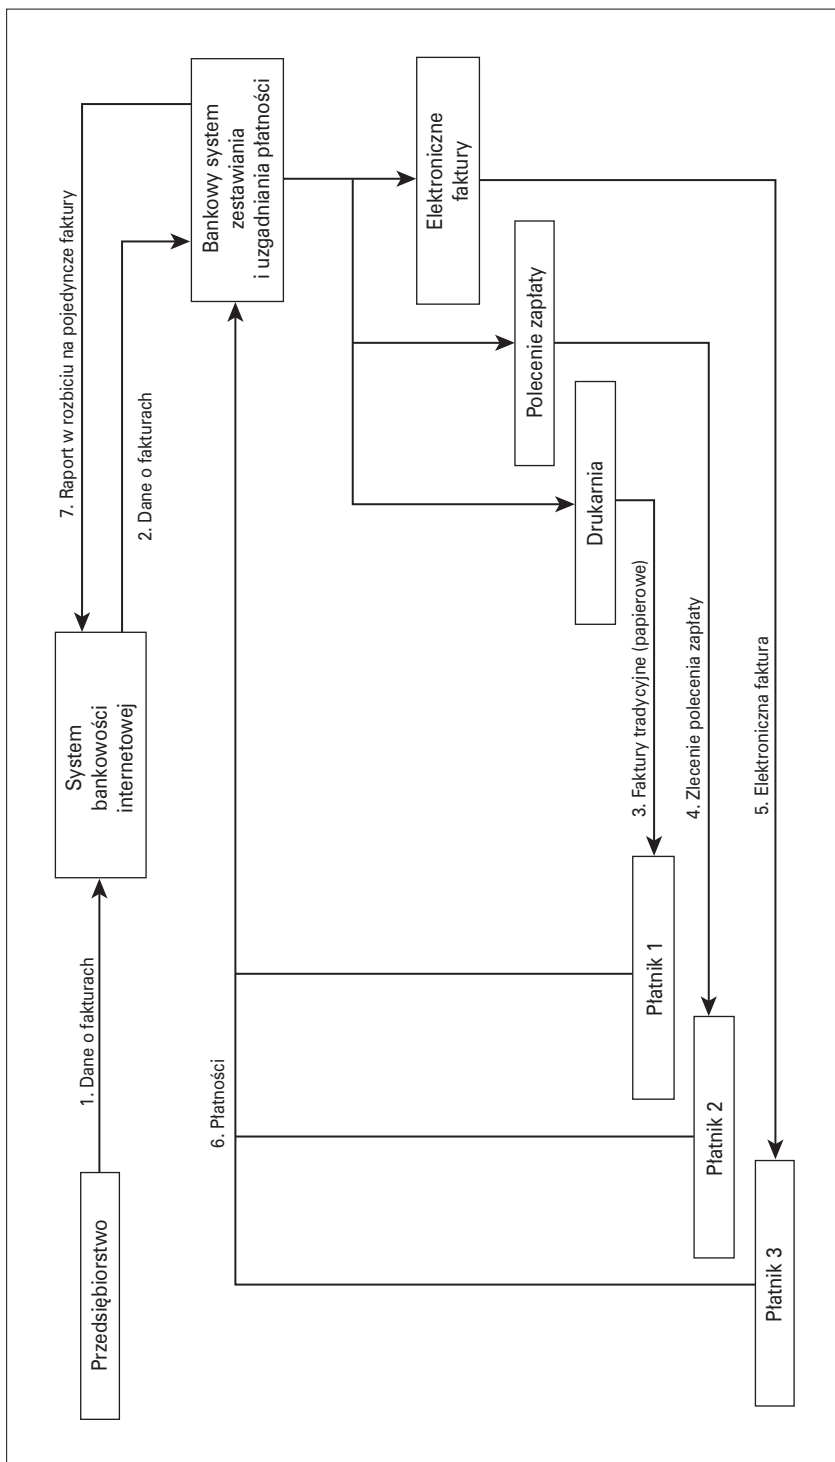 Przedsiębiorstwo
1. Dane o fakturach
System
bankowości
internetowej
7. Raport w rozbiciu na pojedyncze faktury
2. Dane o fakturach
Bankowy system
zestawiania
i uzgadniania płatności
6. Płatności
Elektroniczne
faktury
Polecenie zapłaty
Drukarnia
3. Faktury tradycyjne (papierowe)
Płatnik 1
4. Zlecenie polecenia zapłaty
Płatnik 2
5. Elektroniczna faktura
Płatnik 3